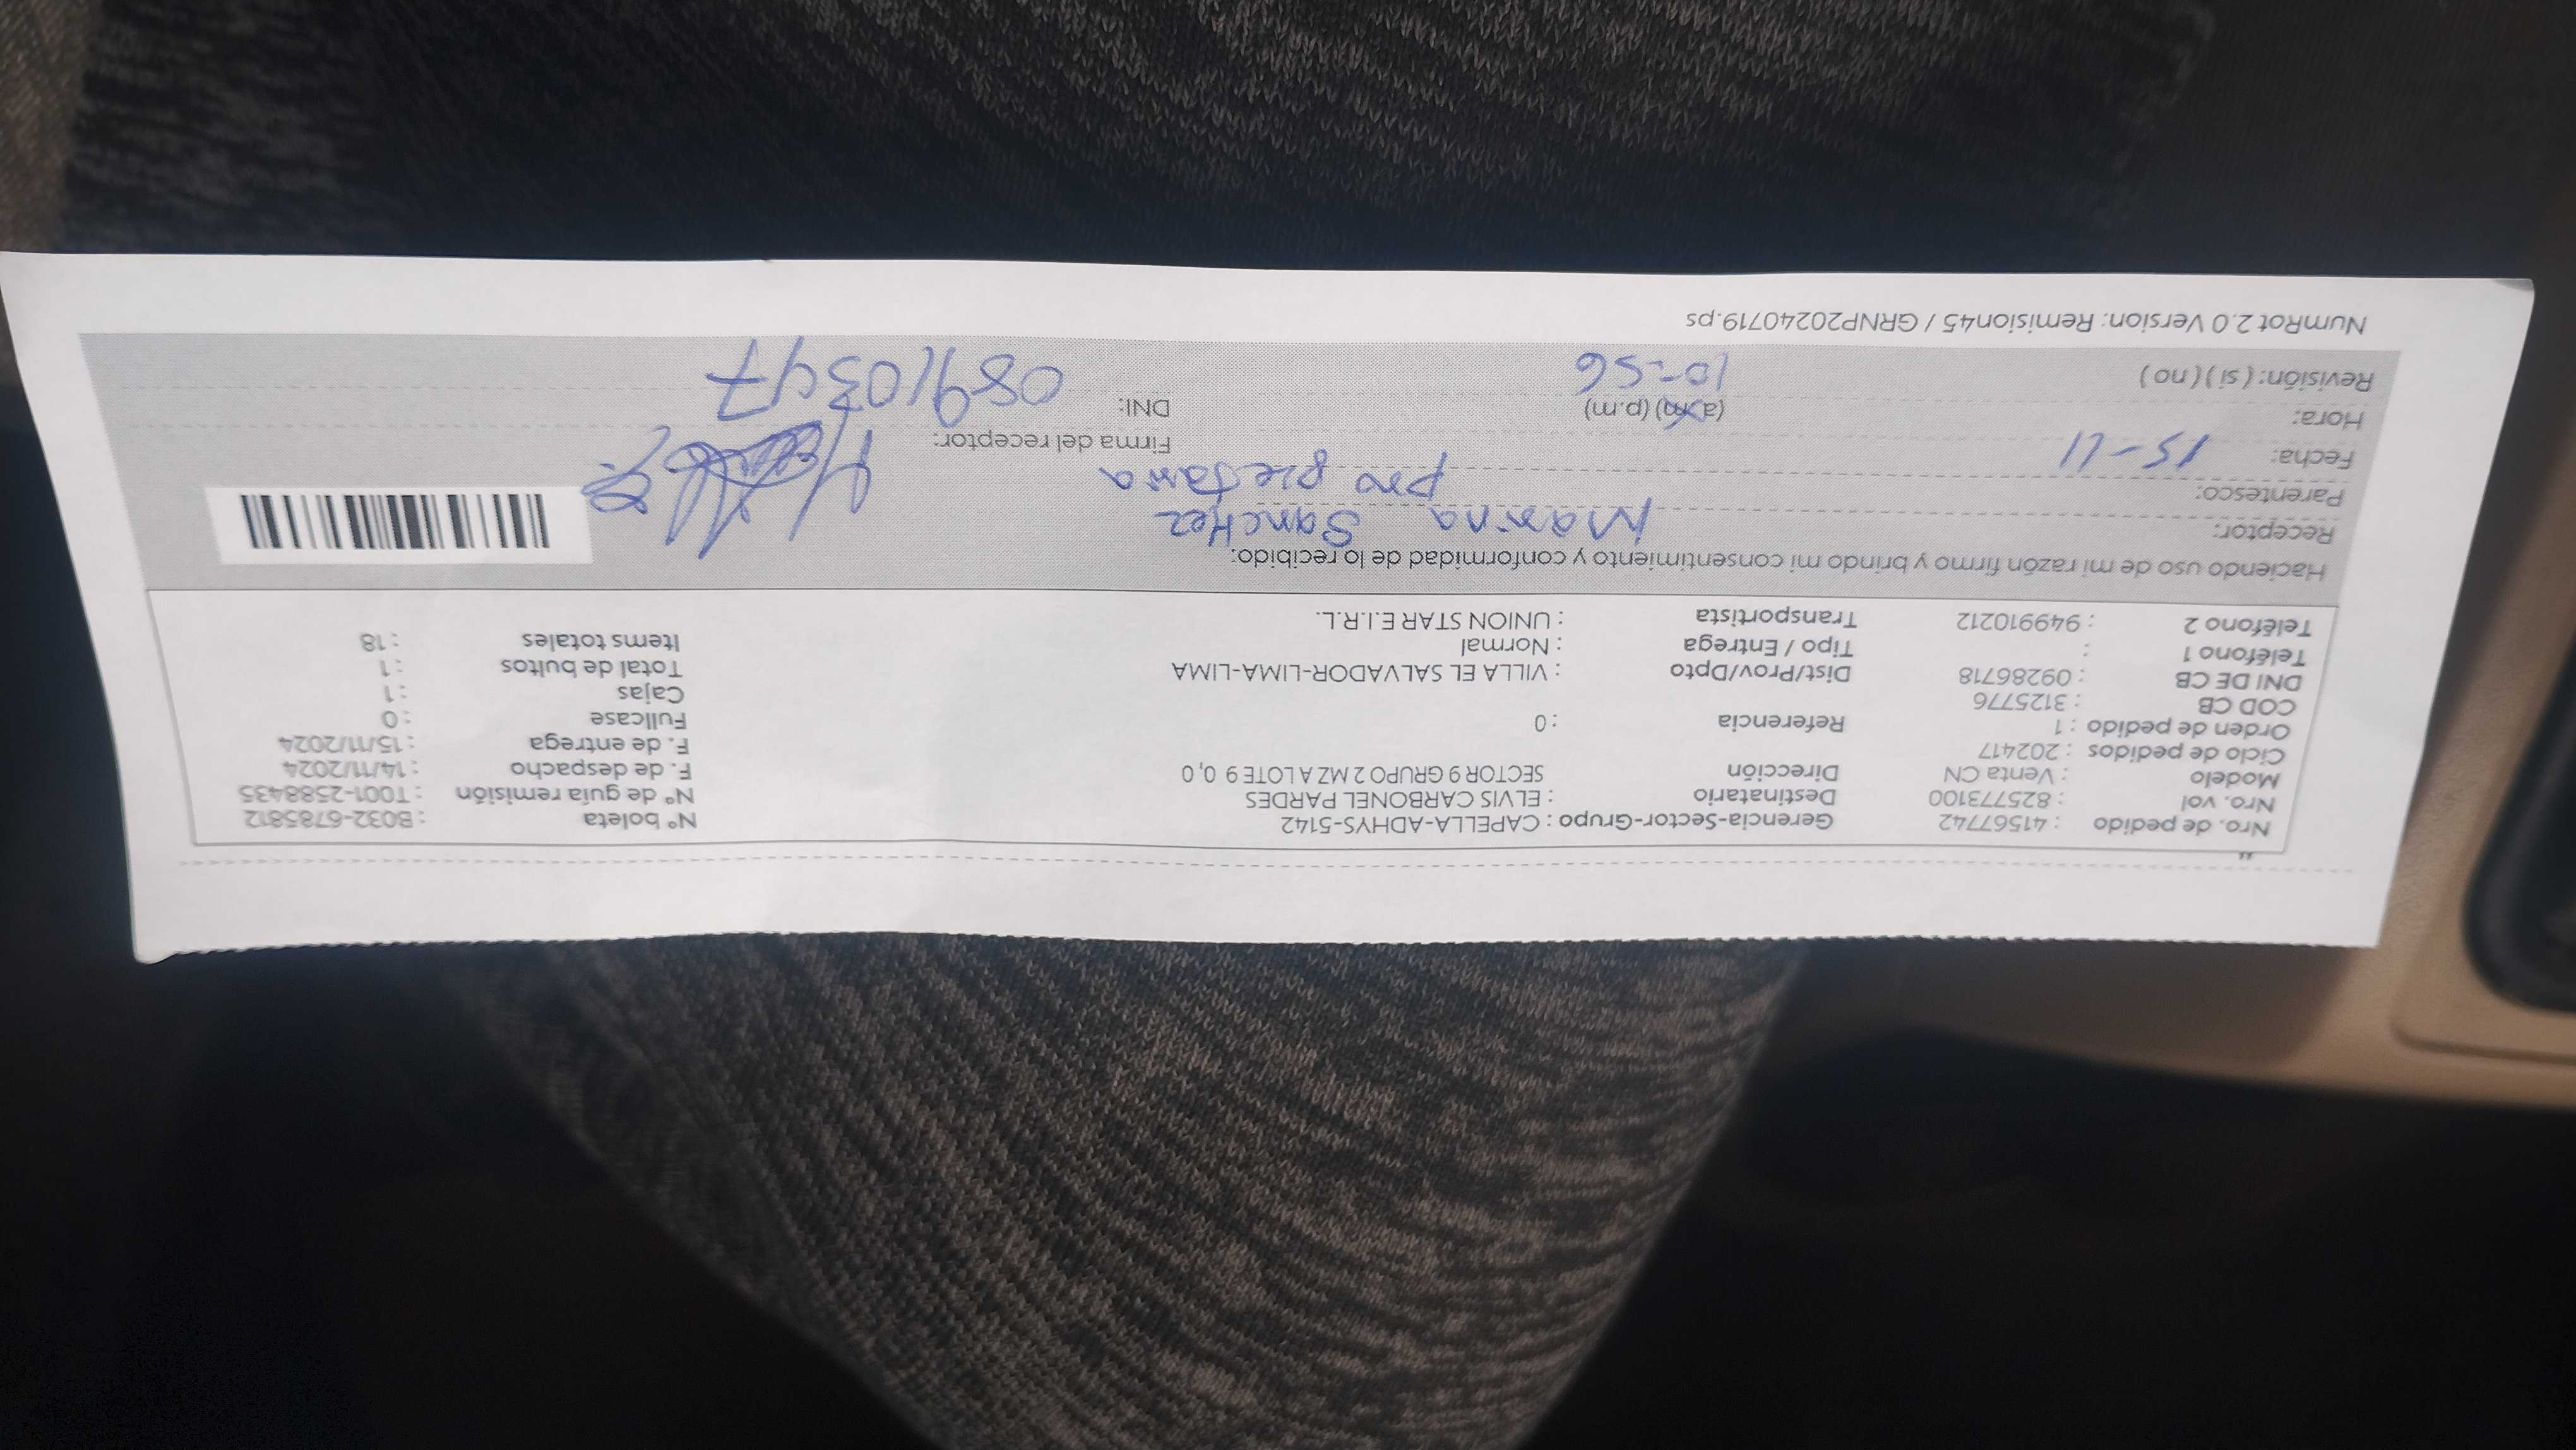 Nro. de pedido : 41567742 Gerencia-Sector-Grupo : CAPELLA-ADHYS-5142 N° boleta : B032-6785812
Nro. vol : 825773100 Destinatario : ELVIS CARBONEL PARDES N° de guía remisión : T001-2588435
Modelo : Venta CN Dirección SECTOR 9 GRUPO 2 MZ A LOTE 9 0, 0 F. de despacho : 14/11/2024
Ciclo de pedidos : 202417 F. de entrega : 15/11/2024
Orden de pedido : 1 Referencia : 0 Fullcase : 0
COD CB : 3125776 Cajas : 1
DNI DE CB : 09286718 Dist/Prov/Dpto : VILLA EL SALVADOR-LIMA-LIMA Total de bultos : 1
Teléfono 1 : Tipo / Entrega : Normal Items totales : 18
Teléfono 2 : 949910212 Transportista : UNION STAR E.I.R.L.
Haciendo uso de mi razón firmo y brindo mi consentimiento y conformidad de lo recibido:
Receptor: Marina Sanchez
Parentesco: pro pietaria
Fecha: 15-11 Firma del receptor:
Hora: (a.m) (p.m) DNI: 08910347
Revisión: ( si ) ( no ) 10-56
NumRot 2.0 Version: Remision45 / GRNP20240719.ps